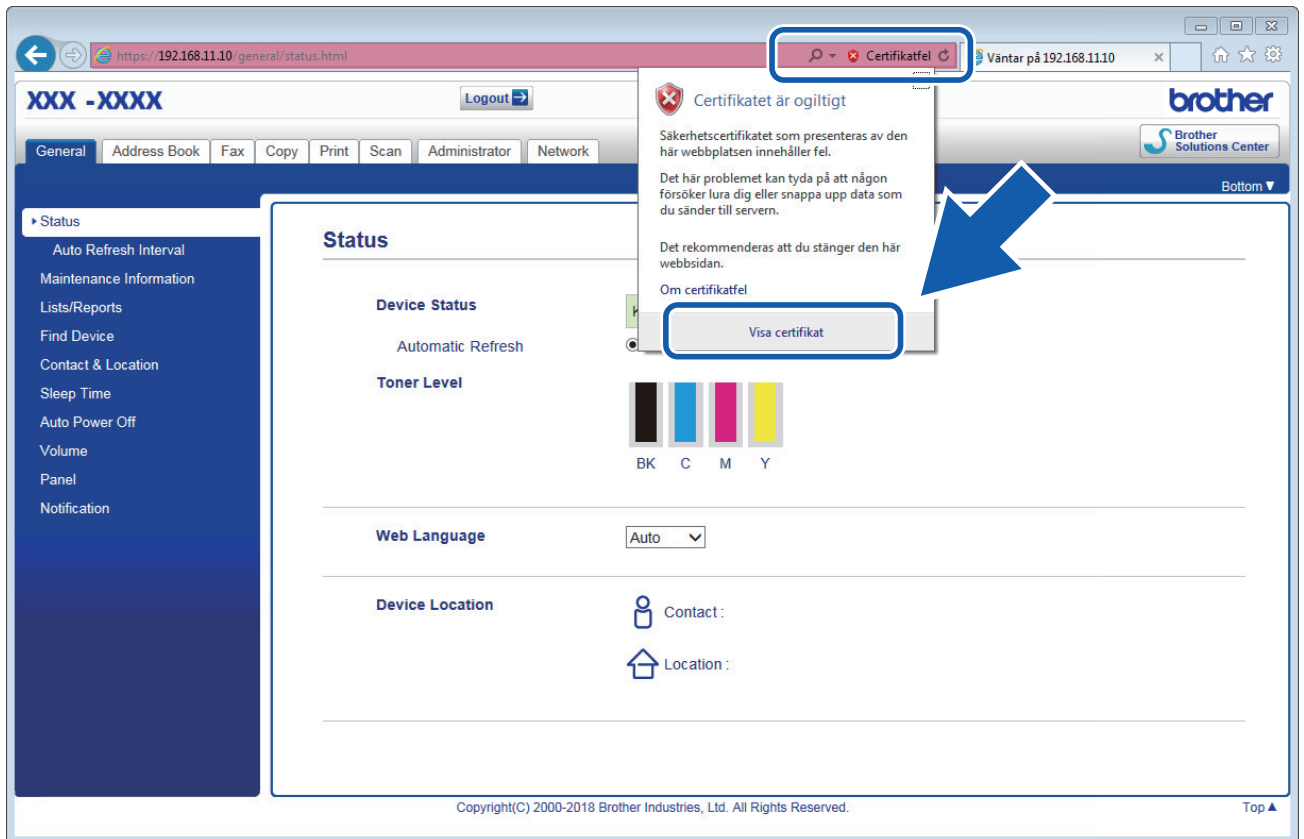 https://192.168.11.10/general/status.html
Certifikatfel
Väntar på 192.168.11.10
XXX -XXXX
Logout
brother
General
Address Book
Fax
Copy
Print
Scan
Administrator
Network
Brother
Solutions Center
Bottom▼
Certifikatet är ogiltigt
Säkerhetscertifikatet som presenteras av den
här webbplatsen innehåller fel.
Det här problemet kan tyda på att någon
försöker lura dig eller snappa upp data som
du sänder till servern.
Det rekommenderas att du stänger den här
webbsidan.
Om certifikatfel
Visa certifikat
Status
Auto Refresh Interval
Maintenance Information
Lists/Reports
Find Device
Contact & Location
Sleep Time
Auto Power Off
Volume
Panel
Notification
Status
Device Status
Automatic Refresh
Toner Level
BK C M Y
Web Language
Auto
Device Location
Contact :
Location :
Copyright(C) 2000-2018 Brother Industries, Ltd. All Rights Reserved.
Top▲